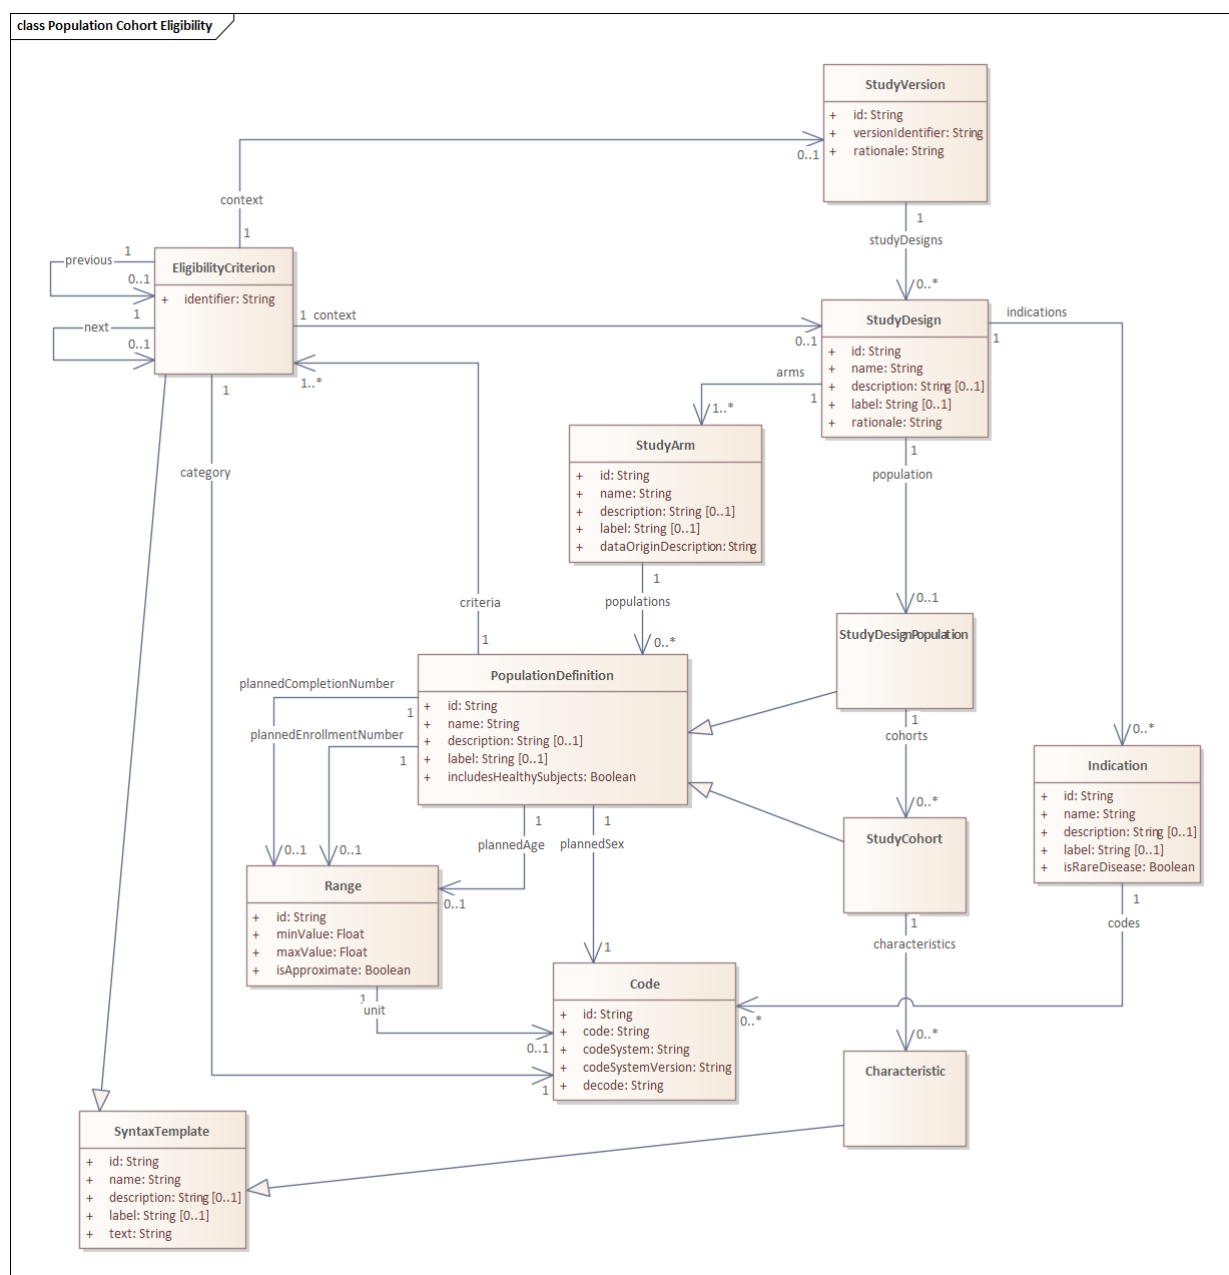 class Population Cohort Eligibility
StudyVersion
+ id: String
+ versionIdentifier: String
+ rationale: String
0..1
context
1
1
studyDesigns
0..*
previous
1
0..1
1
next
0..1
EligibilityCriterion
+ identifier: String
1 context
0..1
1..*
1
StudyDesign
+ id: String
+ name: String
+ description: String [0..1]
+ label: String [0..1]
+ rationale: String
indications
1
arms
1
1..*
1
population
category
StudyArm
+ id: String
+ name: String
+ description: String [0..1]
+ label: String [0..1]
+ dataOriginDescription: String
1
populations
0..*
criteria
1
0..1
StudyDesignPopulation
plannedCompletionNumber
1
plannedEnrollmentNumber
1
PopulationDefinition
+ id: String
+ name: String
+ description: String [0..1]
+ label: String [0..1]
+ includesHealthySubjects: Boolean
1
cohorts
0..*
0..*
Indication
+ id: String
+ name: String
+ description: String [0..1]
+ label: String [0..1]
+ isRareDisease: Boolean
1
plannedAge
1
plannedSex
0..1
0..1
0..1
1
StudyCohort
Range
+ id: String
+ minValue: Float
+ maxValue: Float
+ isApproximate: Boolean
1
unit
0..1
1
characteristics
1
codes
0..*
Code
+ id: String
+ code: String
+ codeSystem: String
+ codeSystemVersion: String
+ decode: String
1
0..*
Characteristic
SyntaxTemplate
+ id: String
+ name: String
+ description: String [0..1]
+ label: String [0..1]
+ text: String